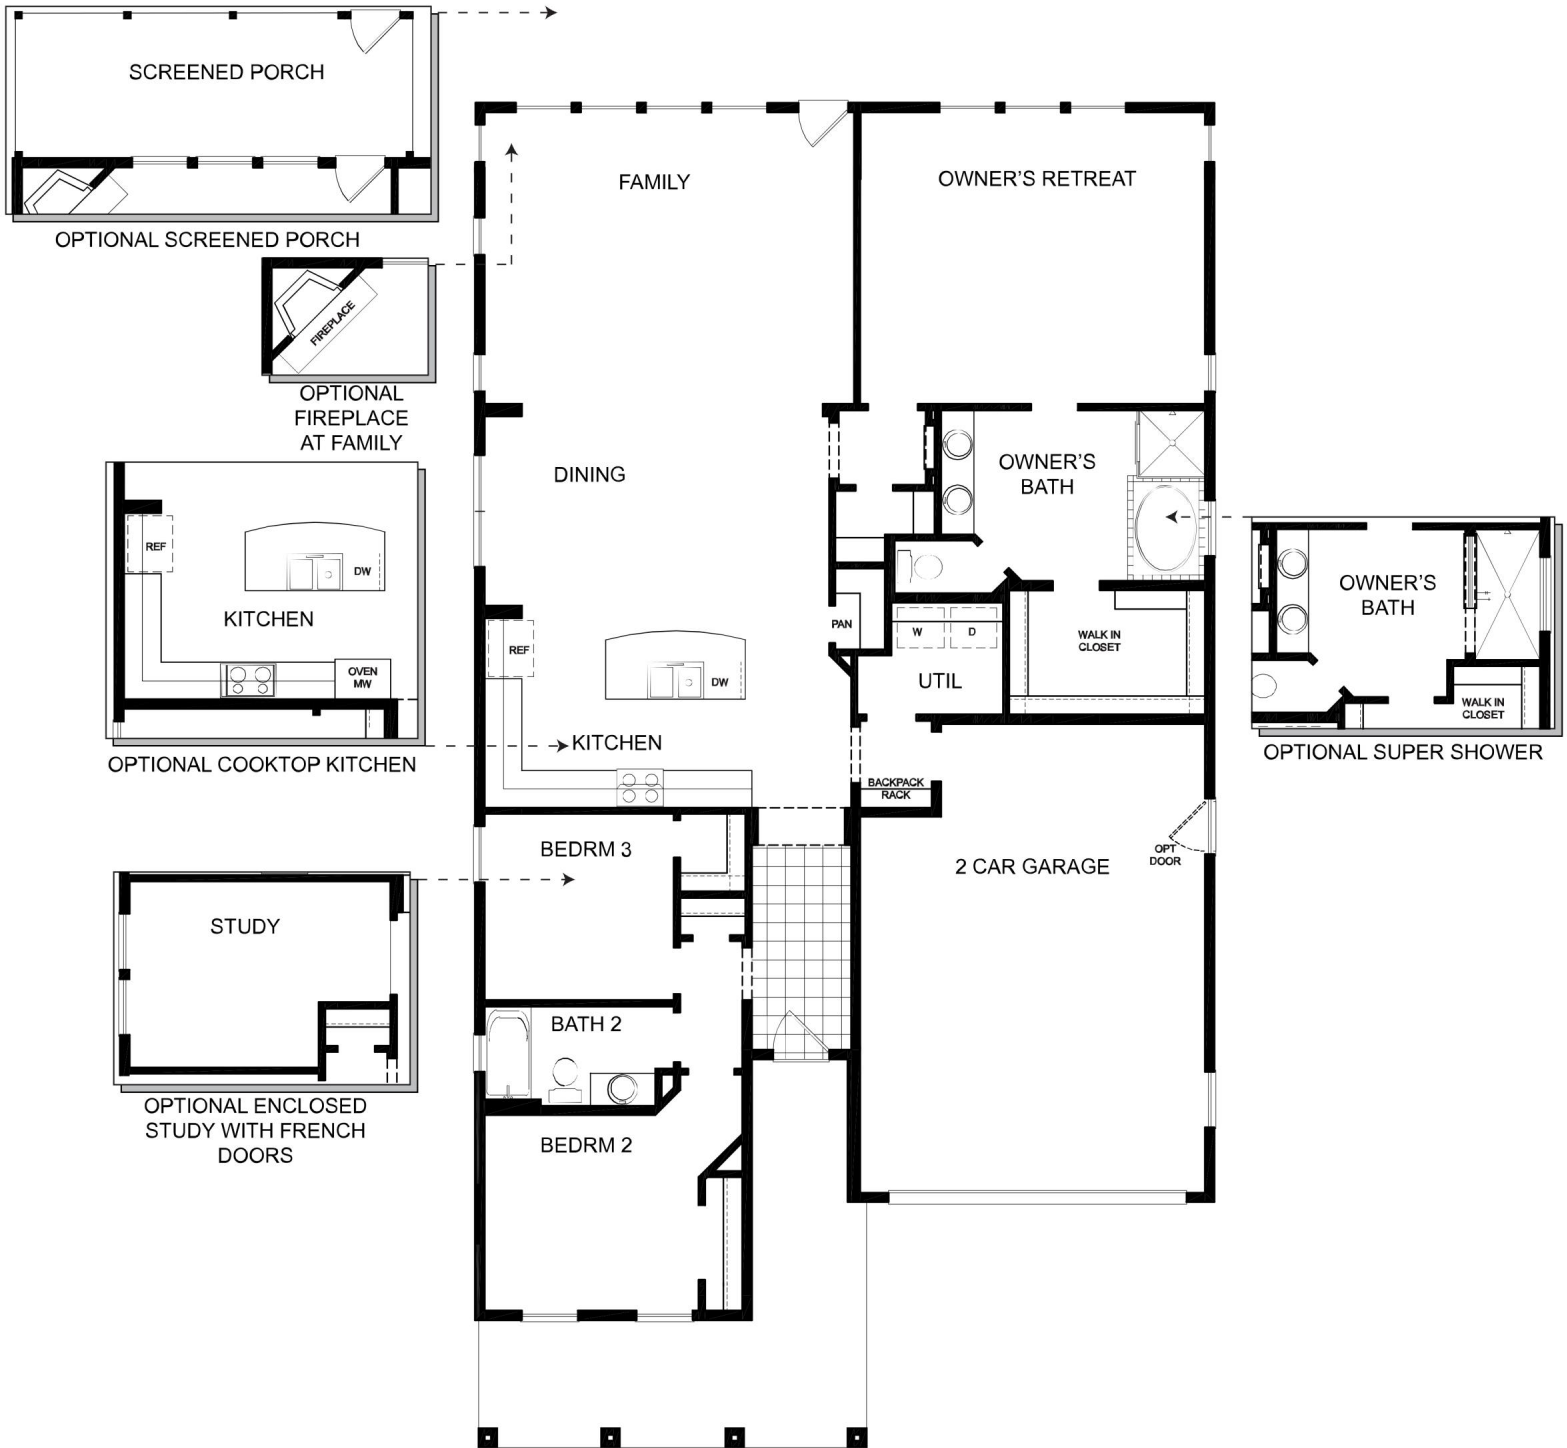 SCREENED PORCH
OPTIONAL SCREENED PORCH
FIREPLACE
OPTIONAL
FIREPLACE
AT FAMILY
REF
DW
KITCHEN
OVEN
MW
OPTIONAL COOKTOP KITCHEN
STUDY
OPTIONAL ENCLOSED
STUDY WITH FRENCH
DOORS
FAMILY
OWNER'S RETREAT
DINING
OWNER'S
BATH
PAN
W
D
WALK IN
CLOSET
REF
DW
UTIL
KITCHEN
BACKPACK
RACK
BEDRM 3
2 CAR GARAGE
OPT
DOOR
BATH 2
BEDRM 2
OWNER'S
BATH
WALK IN
CLOSET
OPTIONAL SUPER SHOWER